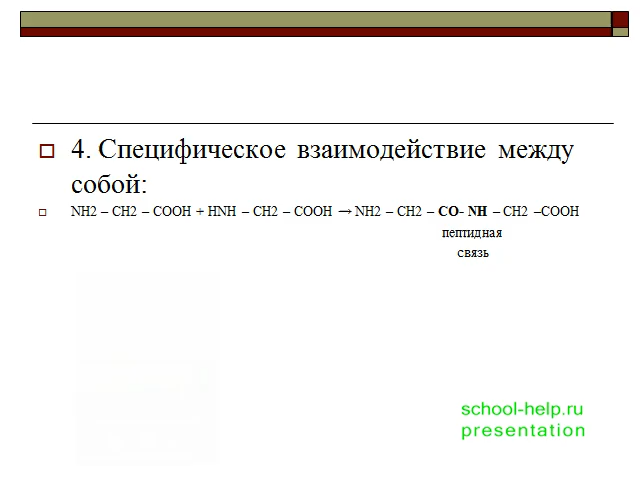 4. Специфическое взаимодействие между
собой:
NH2 – CH2 – COOH + HNH – CH2 – COOH → NH2 – CH2 – CO- NH – CH2 –COOH
пептидная
связь
school-help.ru
presentation